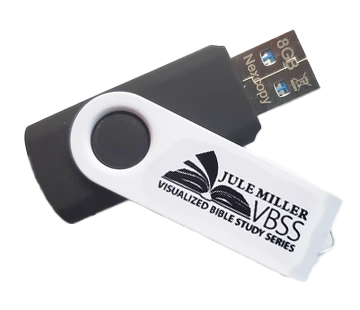 8GB
Nexcopy
JULE MILLER
VBSS
VISUALIZED BIBLE STUDY SERIES